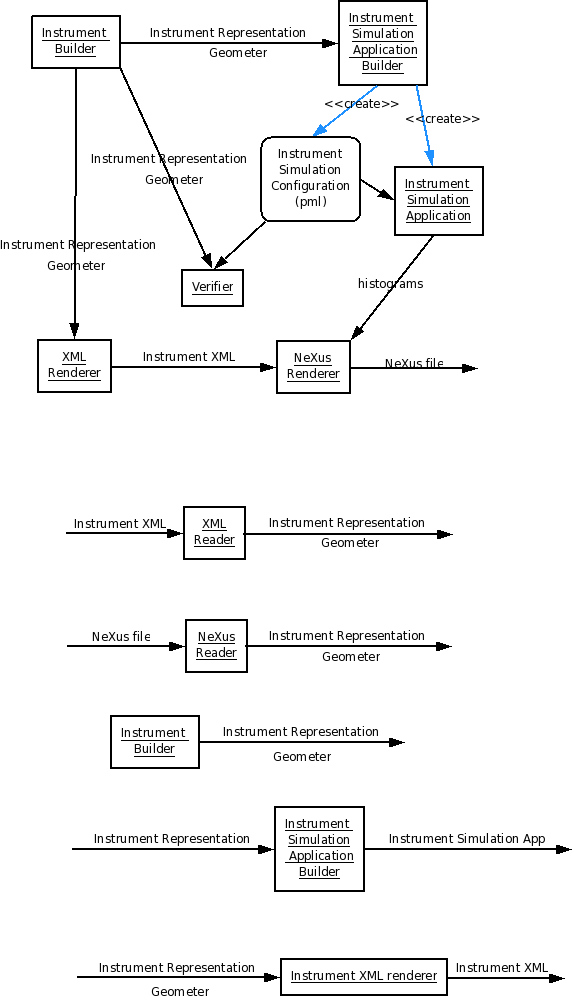 Instrument
Builder
Instrument Representation
Geometer
Instrument
Simulation
Application
Builder
<<create>>
<<create>>
Instrument Representation
Geometer
Instrument
Simulation
Configuration
(pml)
Instrument
Simulation
Application
Instrument Representation
Geometer
Verifier
histograms
XML
Renderer
Instrument XML
NeXus
Renderer
NeXus file
Instrument XML
XML
Reader
Instrument Representation
Geometer
NeXus file
NeXus
Reader
Instrument Representation
Geometer
Instrument
Builder
Instrument Representation
Geometer
Instrument Representation
Instrument
Simulation
Application
Builder
Instrument Simulation App
Instrument Representation
Geometer
Instrument XML renderer
Instrument XML